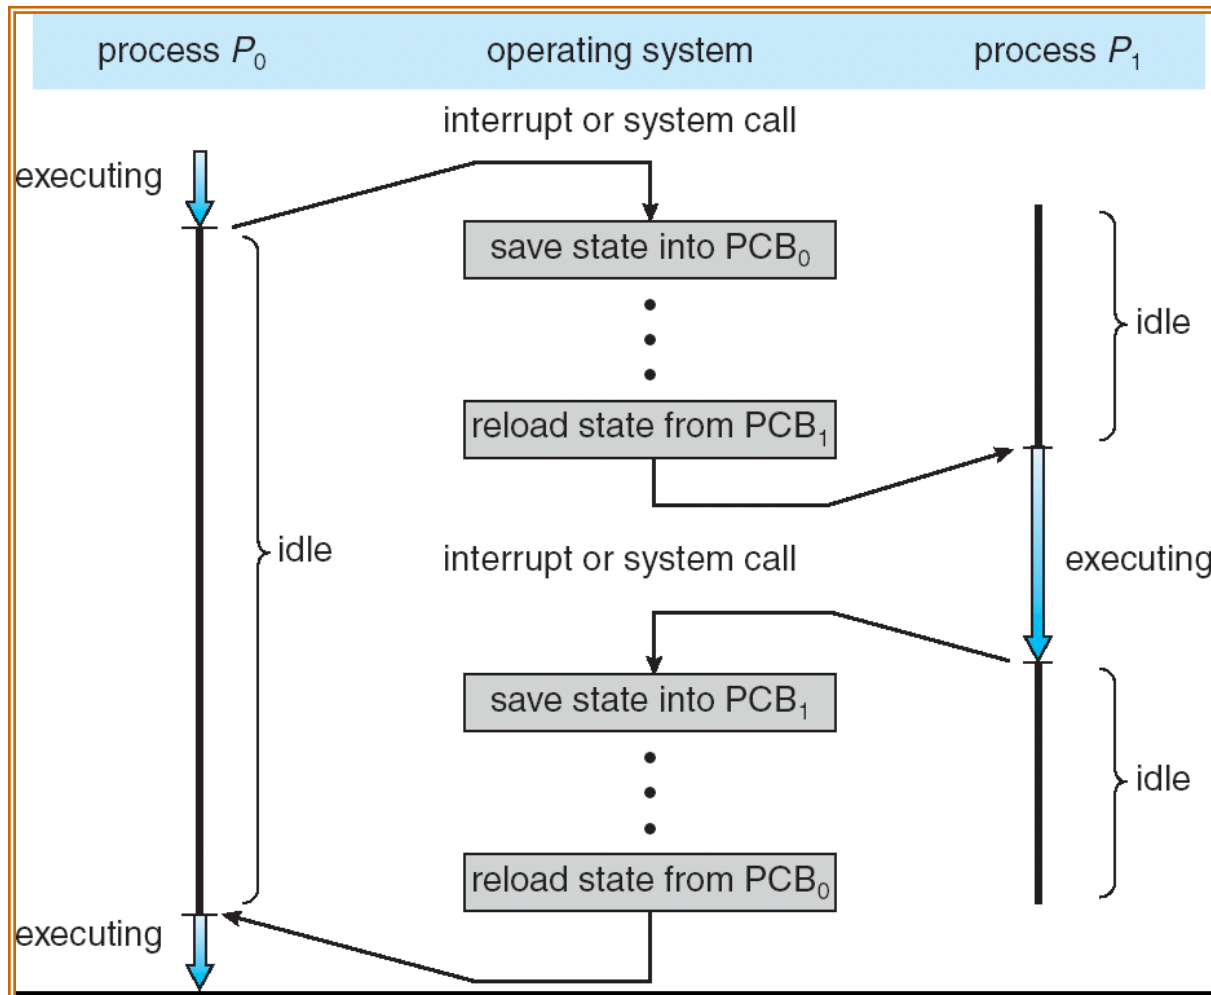 process P₀ operating system process P₁
interrupt or system call
executing
save state into PCB₀
idle
reload state from PCB₁
idle
interrupt or system call
executing
save state into PCB₁
idle
reload state from PCB₀
executing